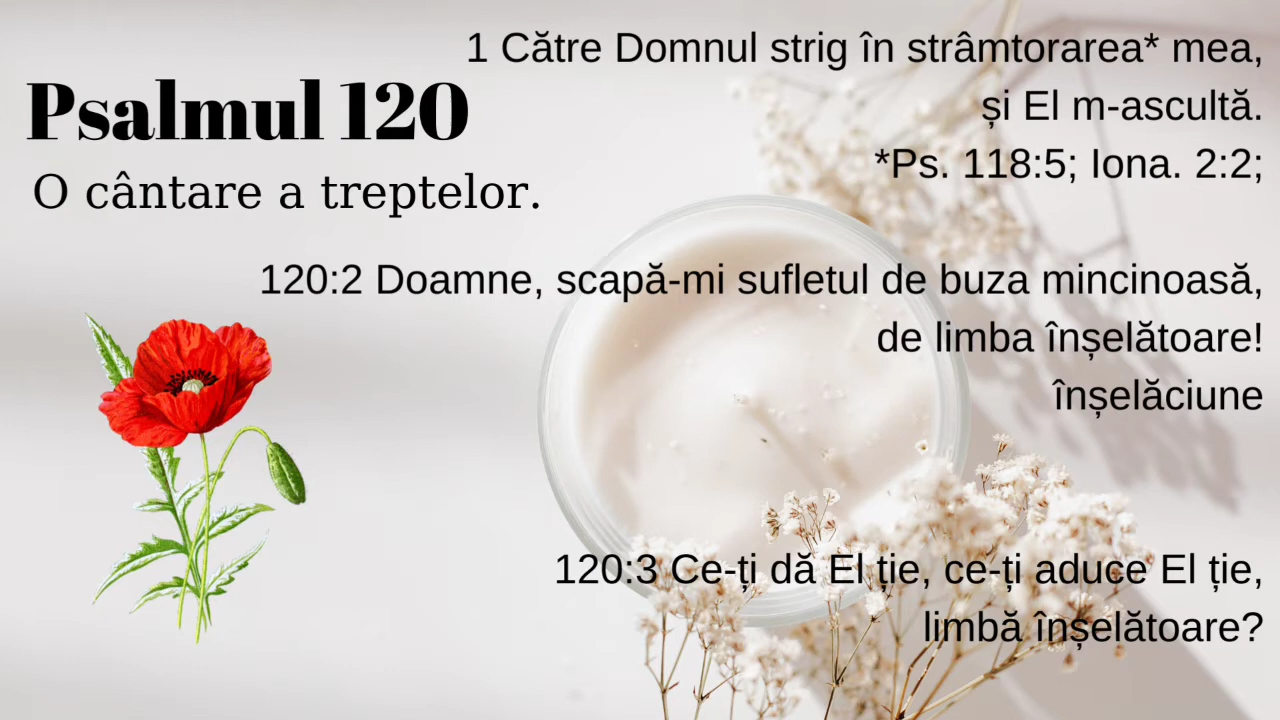 Psalmul 120
O cântare a treptelor.
1 Către Domnul strig în strâmtorarea* mea,
și El m-ascultă.
*Ps. 118:5; Iona. 2:2;
120:2 Doamne, scapă-mi sufletul de buza mincinoasă,
de limba înșelătoare!
înșelăciune
120:3 Ce-ți dă El ție, ce-ți aduce El ție,
limbă înșelătoare?